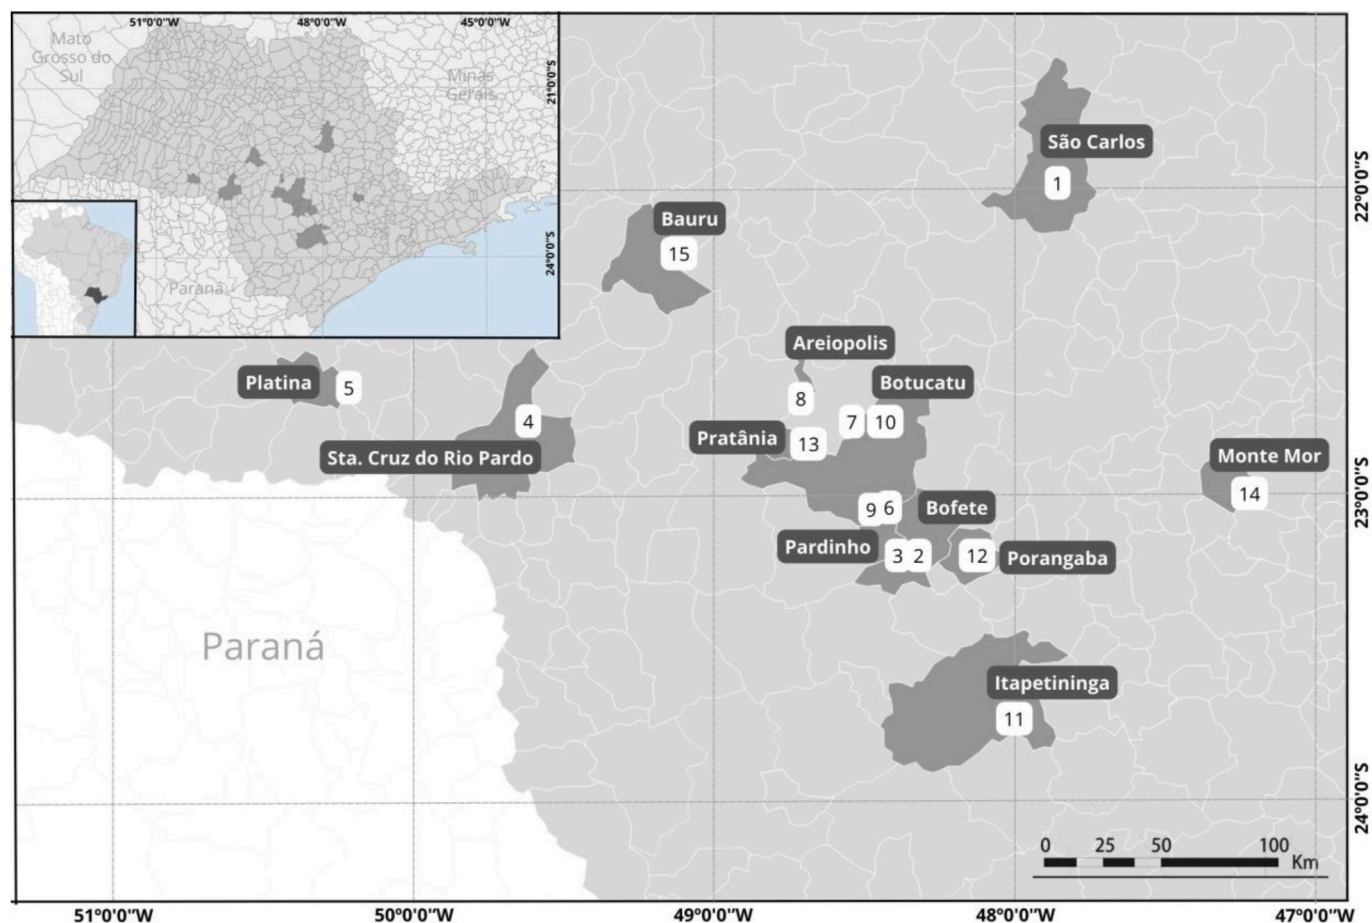 51°0'0"W
48°0'0"W
45°0'0"W
Mato
Grosso do
Sul
Minas
Gerais
21°0'0"S
24°0'0"S
Paraná
São Carlos
1
22°0'0"S
Bauru
15
Areiopolis
Platina
5
8
Botucatu
4
7
10
Pratânia
13
Sta. Cruz do Rio Pardo
Monte Mor
14
23°0'0"S
9
6
Bofete
Pardinho
3
2
12
Porangaba
Paraná
Itapetininga
11
24°0'0"S
0 25 50 100
Km
51°0'0"W
50°0'0"W
49°0'0"W
48°0'0"W
47°0'0"W